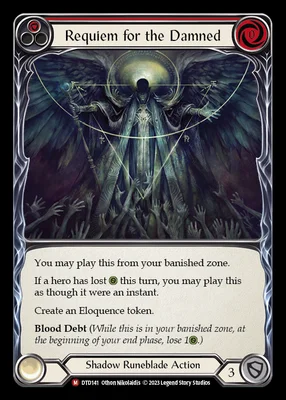 Requiem for the Damned
You may play this from your banished zone.
If a hero has lost this turn, you may play this
as though it were an instant.
Create an Eloquence token.
Blood Debt (While this is in your banished zone, at
the beginning of your end phase, lose 1.)
Shadow Runeblade Action
3
M DTD141 Othon Nikolaidis © 2023 Legend Story Studios